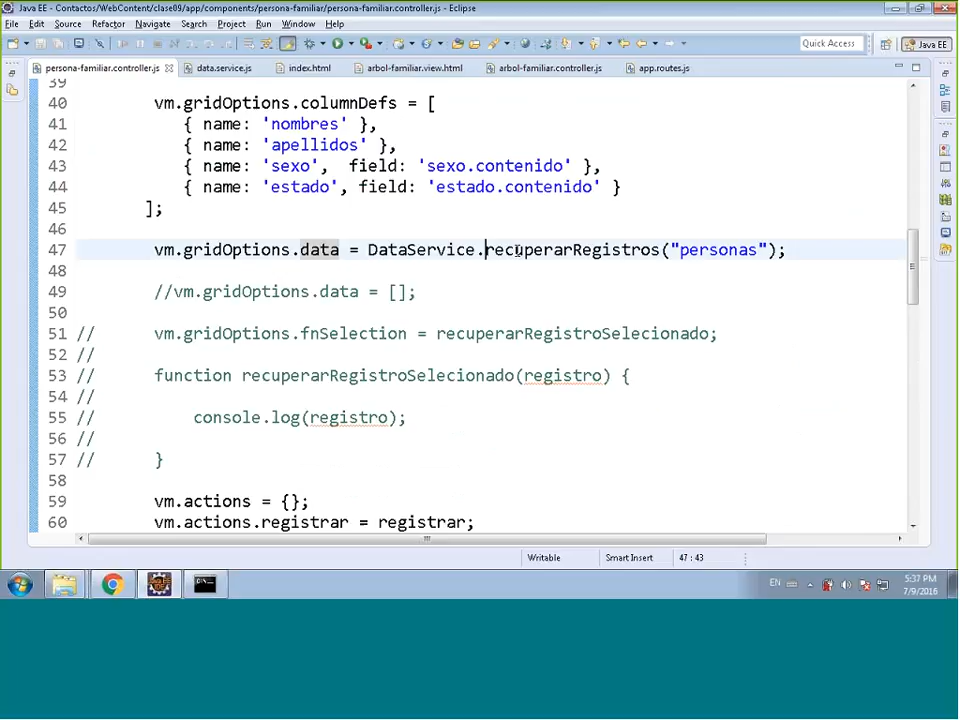 Java EE - Contactos/WebContent/clase09/app/components/persona-familiar/persona-familiar.controller.js - Eclipse
File Edit Source Refactor Navigate Search Project Run Window Help
Quick Access Java EE
persona-familiar.controller.js data.service.js index.html arbol-familiar.view.html arbol-familiar.controller.js app.routes.js
39
40 vm.gridOptions.columnDefs = [
41 { name: 'nombres' },
42 { name: 'apellidos' },
43 { name: 'sexo', field: 'sexo.contenido' },
44 { name: 'estado', field: 'estado.contenido' }
45 ];
46
47 vm.gridOptions.data = DataService.recuperarRegistros("personas");
48
49 //vm.gridOptions.data = [];
50
51 // vm.gridOptions.fnSelection = recuperarRegistroSelecionado;
52 //
53 // function recuperarRegistroSelecionado(registro) {
54 //
55 // console.log(registro);
56 //
57 // }
58
59 vm.actions = {};
60 vm.actions.registrar = registrar;
Writable Smart Insert 47 : 43
EN 5:37 PM
7/9/2016